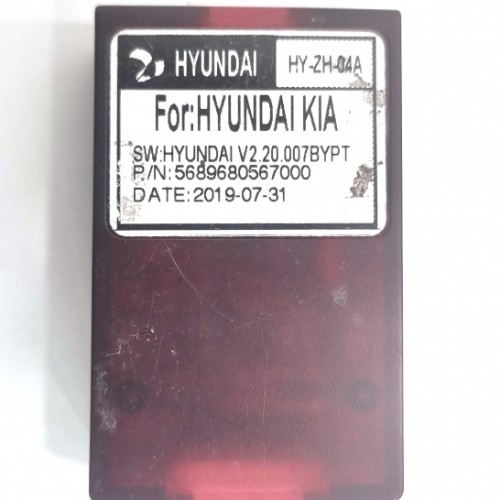 HYUNDAI HY-ZH-04A
For:HYUNDAI KIA
SW:HYUNDAI V2.20.007BYPT
P/N:5689680567000
DATE:2019-07-31